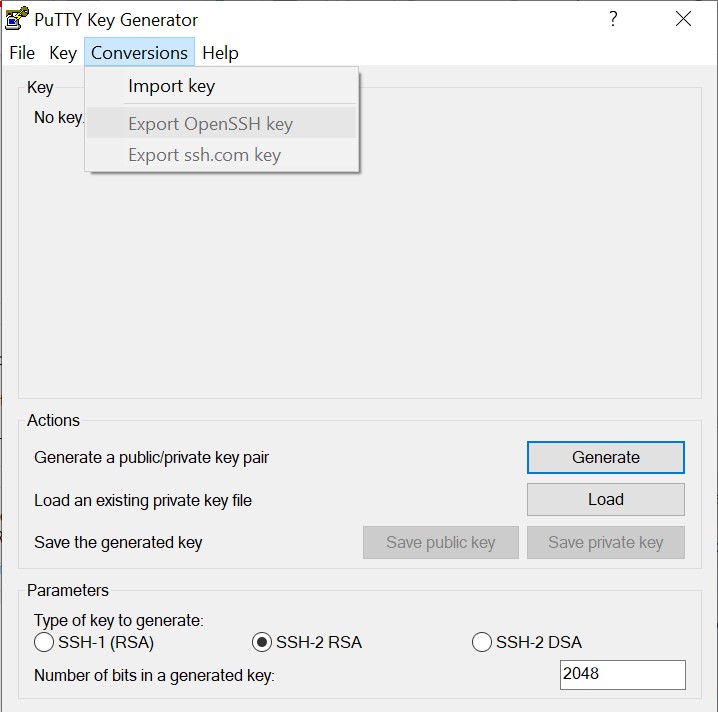 PuTTY Key Generator ?
File Key Conversions Help
Import key
Export OpenSSH key
Export ssh.com key
Key
No key.
Actions
Generate a public/private key pair
Generate
Load an existing private key file
Load
Save the generated key
Save public key
Save private key
Parameters
Type of key to generate:
SSH-1 (RSA)
SSH-2 RSA
SSH-2 DSA
Number of bits in a generated key:
2048